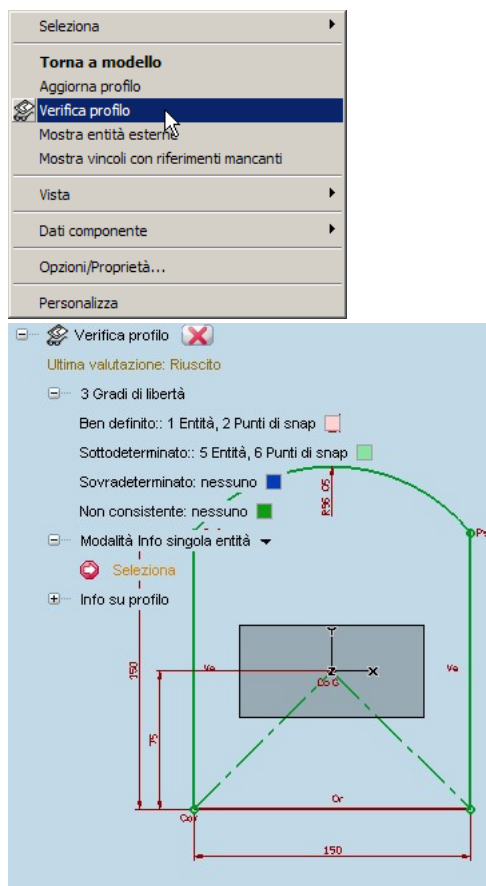 Seleziona
Torna a modello
Aggiorna profilo
Verifica profilo
Mostra entità esterne
Mostra vincoli con riferimenti mancanti
Vista
Dati componente
Opzioni/Proprietà...
Personalizza
Verifica profilo
Ultima valutazione: Riuscito
3 Gradi di libertà
Ben definito:: 1 Entità, 2 Punti di snap
Sottodeterminato:: 5 Entità, 6 Punti di snap
Sovradeterminato: nessuno
Non consistente: nessuno
Modalità Info singola entità
Seleziona
Info su profilo
150
75
Ve
Y
Z
X
Ve
Or
150